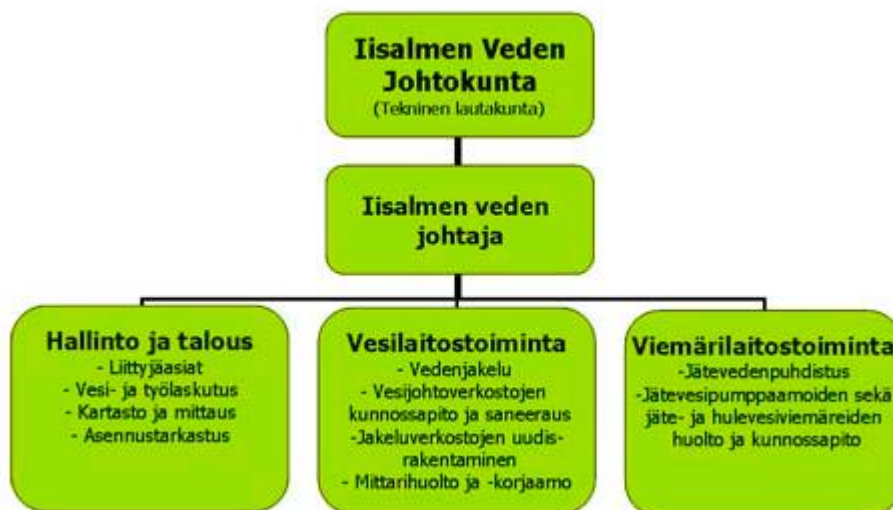 Iisalmen Veden
Johtokunta
(Tekninen lautakunta)
Iisalmen veden
johtaja
Hallinto ja talous
- Liittyjäasiat
- Vesi- ja työlaskutus
- Kartasto ja mittaus
- Asennustarkastus
Vesilaitostoiminta
- Vedenjakelu
- Vesijohtoverkostojen
kunnossapito ja saneeraus
-Jakeluverkostojen uudis-
rakentaminen
- Mittarihuolto ja -korjaamo
Viemärilaitostoiminta
- Jätevedenpuhdistus
-Jätevesipumppaamoiden sekä
jäte- ja hulevesiviemäreiden
huolto ja kunnossapito